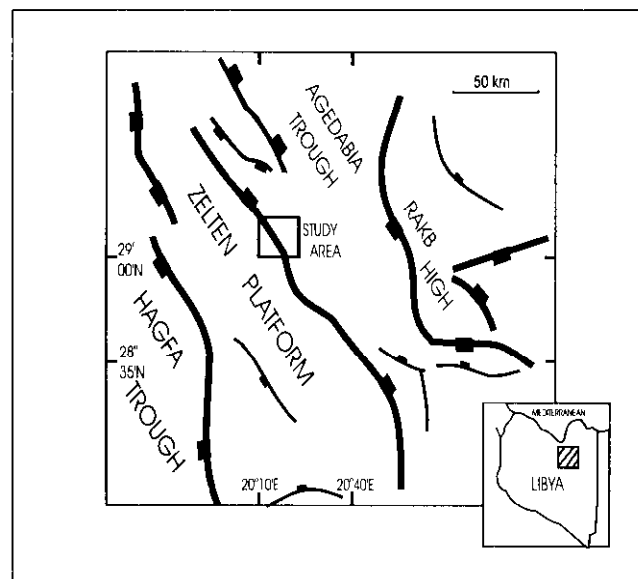 50 km
AGEDABIA
TROUGH
ZELTEN
PLATFORM
STUDY
AREA
RAKB
HIGH
29°
00'N
HAGFA
TROUGH
28°
35'N
20°10'E
20°40'E
MEDITERRANEAN
LIBYA